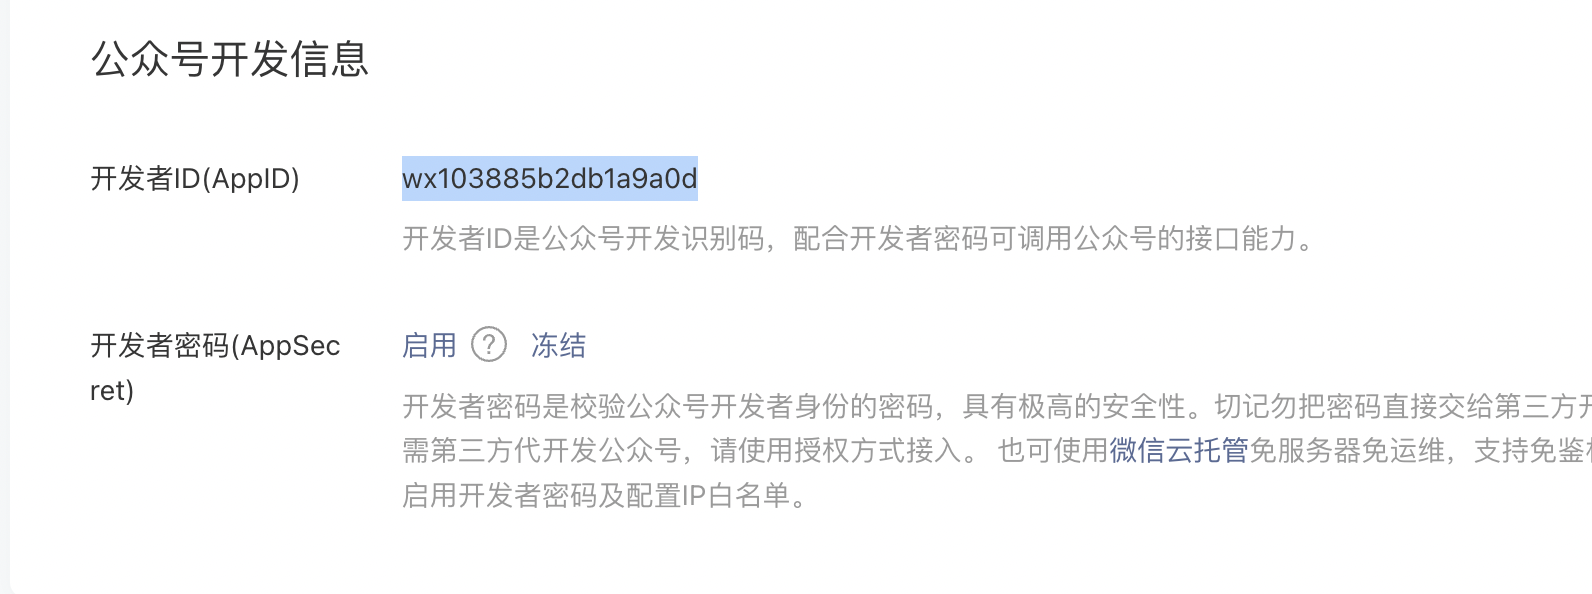 公众号开发信息
开发者ID(AppID)
wx103885b2db1a9a0d
开发者ID是公众号开发识别码，配合开发者密码可调用公众号的接口能力。
开发者密码(AppSec
ret)
启用 ? 冻结
开发者密码是校验公众号开发者身份的密码，具有极高的安全性。切记勿把密码直接交给第三方开
需第三方代开发公众号，请使用授权方式接入。 也可使用微信云托管免服务器免运维，支持免鉴
启用开发者密码及配置IP白名单。